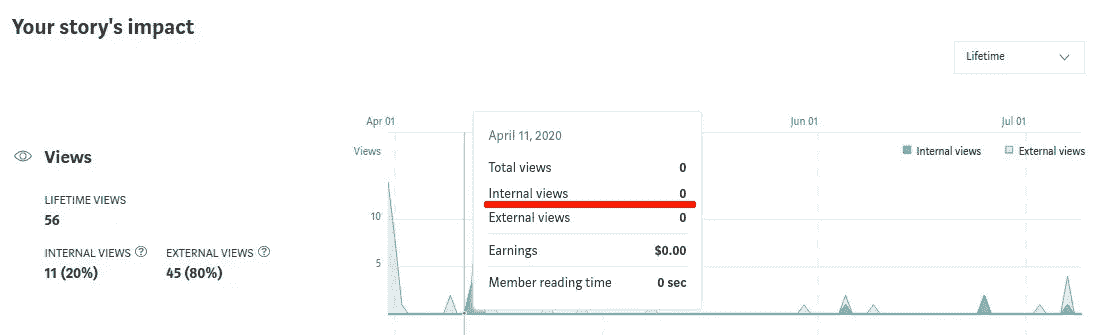 Your story's impact
Lifetime
Apr 01
Jun 01
Jul 01
Views
Internal views
External views
10
5
Views
LIFETIME VIEWS
56
INTERNAL VIEWS ?
EXTERNAL VIEWS ?
11 (20%)
45 (80%)
April 11, 2020
Total views 0
Internal views 0
External views 0
Earnings $0.00
Member reading time 0 sec